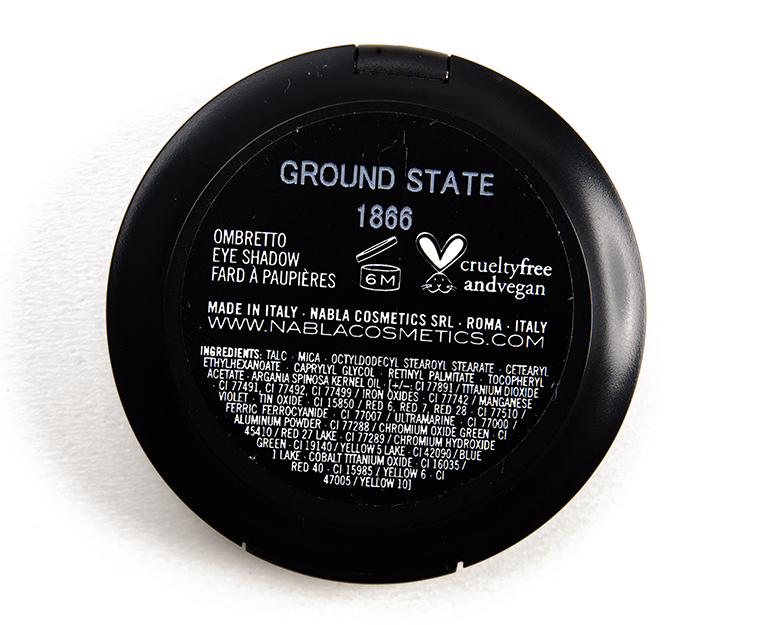 GROUND STATE
1866
OMBRETTO
EYE SHADOW
FARD À PAUPIÈRES
6M
crueltyfree
andvegan
MADE IN ITALY · NABLA COSMETICS SRL · ROMA · ITALY
WWW.NABLACOSMETICS.COM
INGREDIENTS: TALC · MICA · OCTYLDODECYL STEAROYL STEARATE · CETEARYL
ETHYLHEXANOATE · CAPRYLYL GLYCOL · RETINYL PALMITATE · TOCOPHERYL
ACETATE · ARGANIA SPINOSA KERNEL OIL · [+/-: CI 77891 / TITANIUM DIOXIDE
· CI 77491, CI 77492, CI 77499 / IRON OXIDES · CI 77742 / MANGANESE
VIOLET · TIN OXIDE · CI 15850 / RED 6, RED 7, RED 28 · CI 77510 /
FERRIC FERROCYANIDE · CI 77007 / ULTRAMARINE · CI 77000 /
ALUMINUM POWDER · CI 77288 / CHROMIUM OXIDE GREEN · CI
45410 / RED 27 LAKE · CI 77289 / CHROMIUM HYDROXIDE
GREEN · CI 19140 / YELLOW 5 LAKE · CI 42090 / BLUE
1 LAKE · COBALT TITANIUM OXIDE · CI 16035 /
RED 40 · CI 15985 / YELLOW 6 · CI
47005 / YELLOW 10]